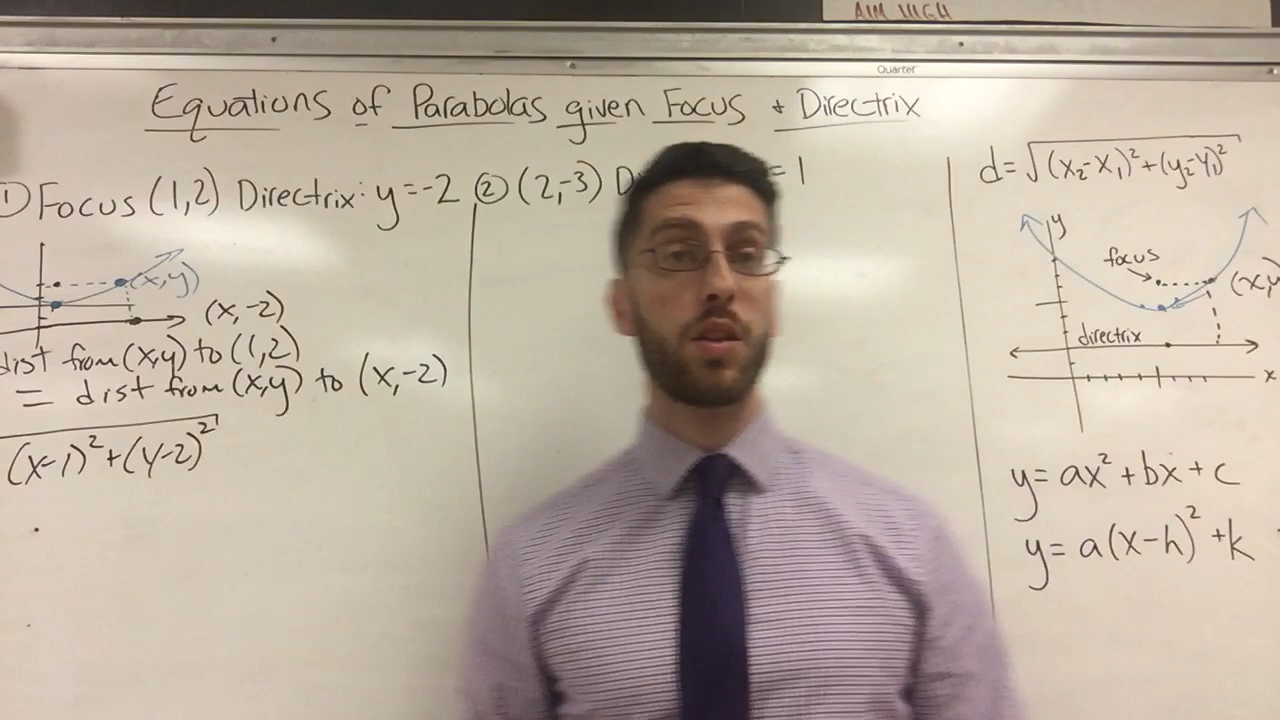 AIM HIGH
Quartet
Equations of Parabolas given Focus + Directrix
① Focus (1,2) Directrix: y=-2
(x,y)
(x,-2)
dist from (x,y) to (1,2)
= dist from (x,y) to (x,-2)
(x-1)²+(y-2)²
② (2,-3) D =1
d=√(x₂-x₁)²+(y₂-y₁)²
y
focus
(x,y
directrix
x
y=ax²+bx+c
y=a(x-h)²+k